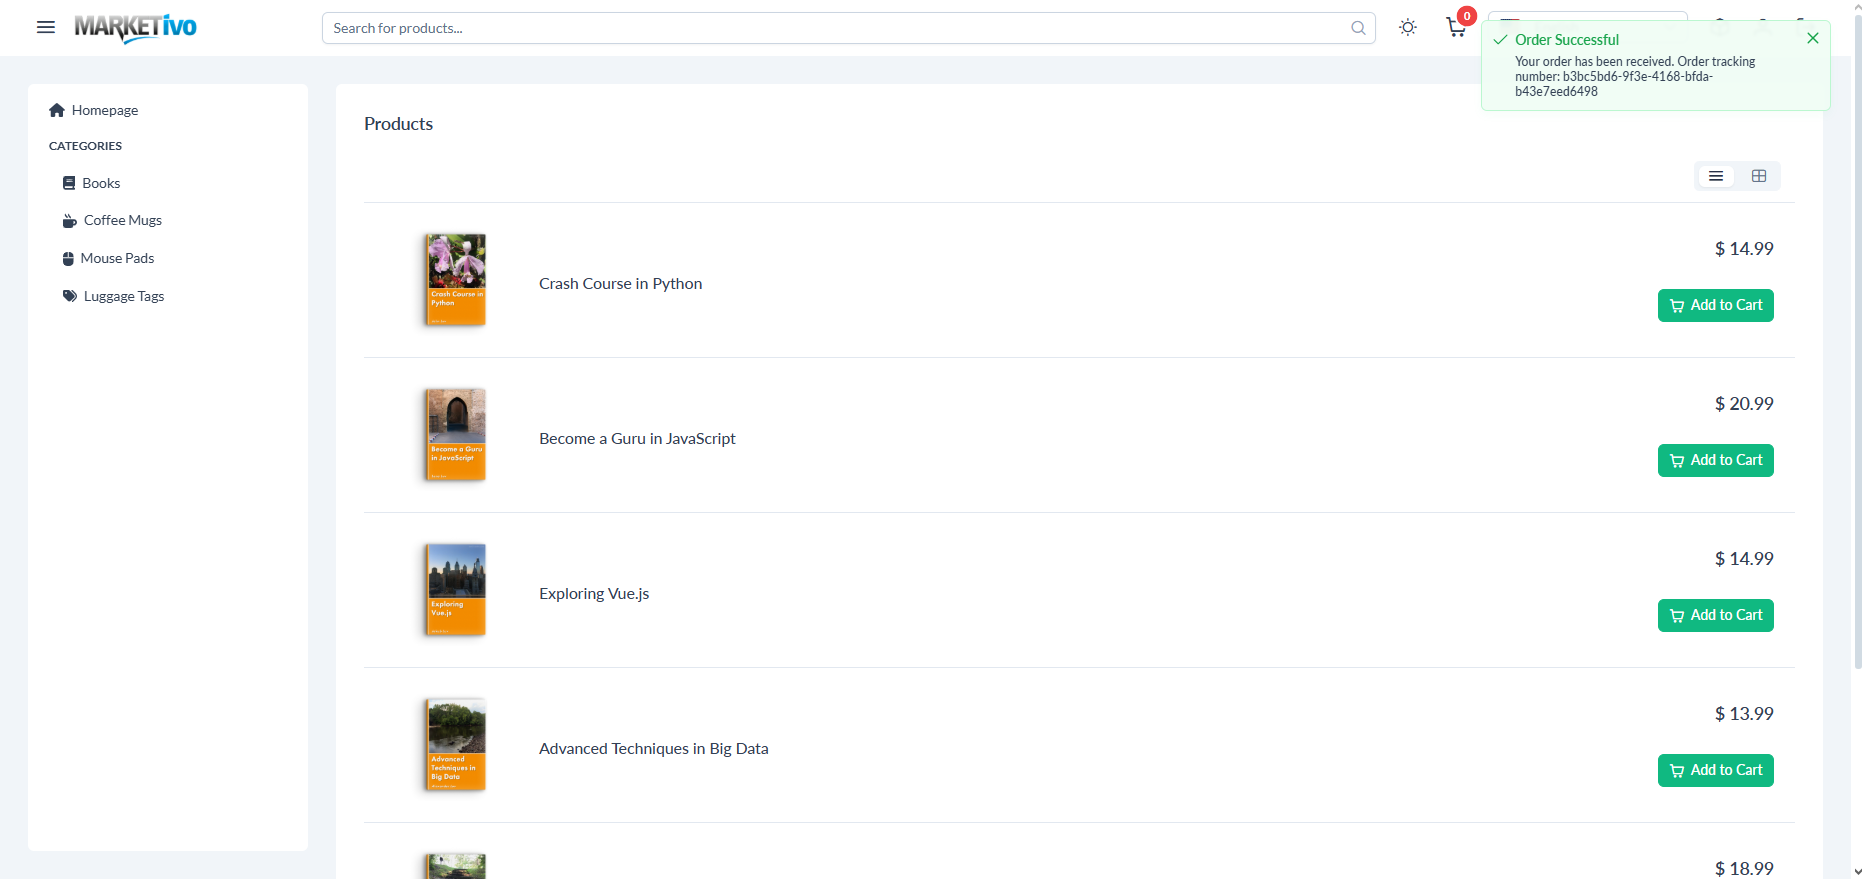 MARKETivo
Search for products...
0
Order Successful
Your order has been received. Order tracking
number: b3bc5bd6-9f3e-4168-bfda-
b43e7eed6498
Homepage
CATEGORIES
Books
Coffee Mugs
Mouse Pads
Luggage Tags
Products
Crash Course in
Python
Crash Course in Python
$ 14.99
Add to Cart
Become a Guru
in JavaScript
Become a Guru in JavaScript
$ 20.99
Add to Cart
Exploring
Vue.js
Exploring Vue.js
$ 14.99
Add to Cart
Advanced
Techniques in
Big Data
Advanced Techniques in Big Data
$ 13.99
Add to Cart
$ 18.99